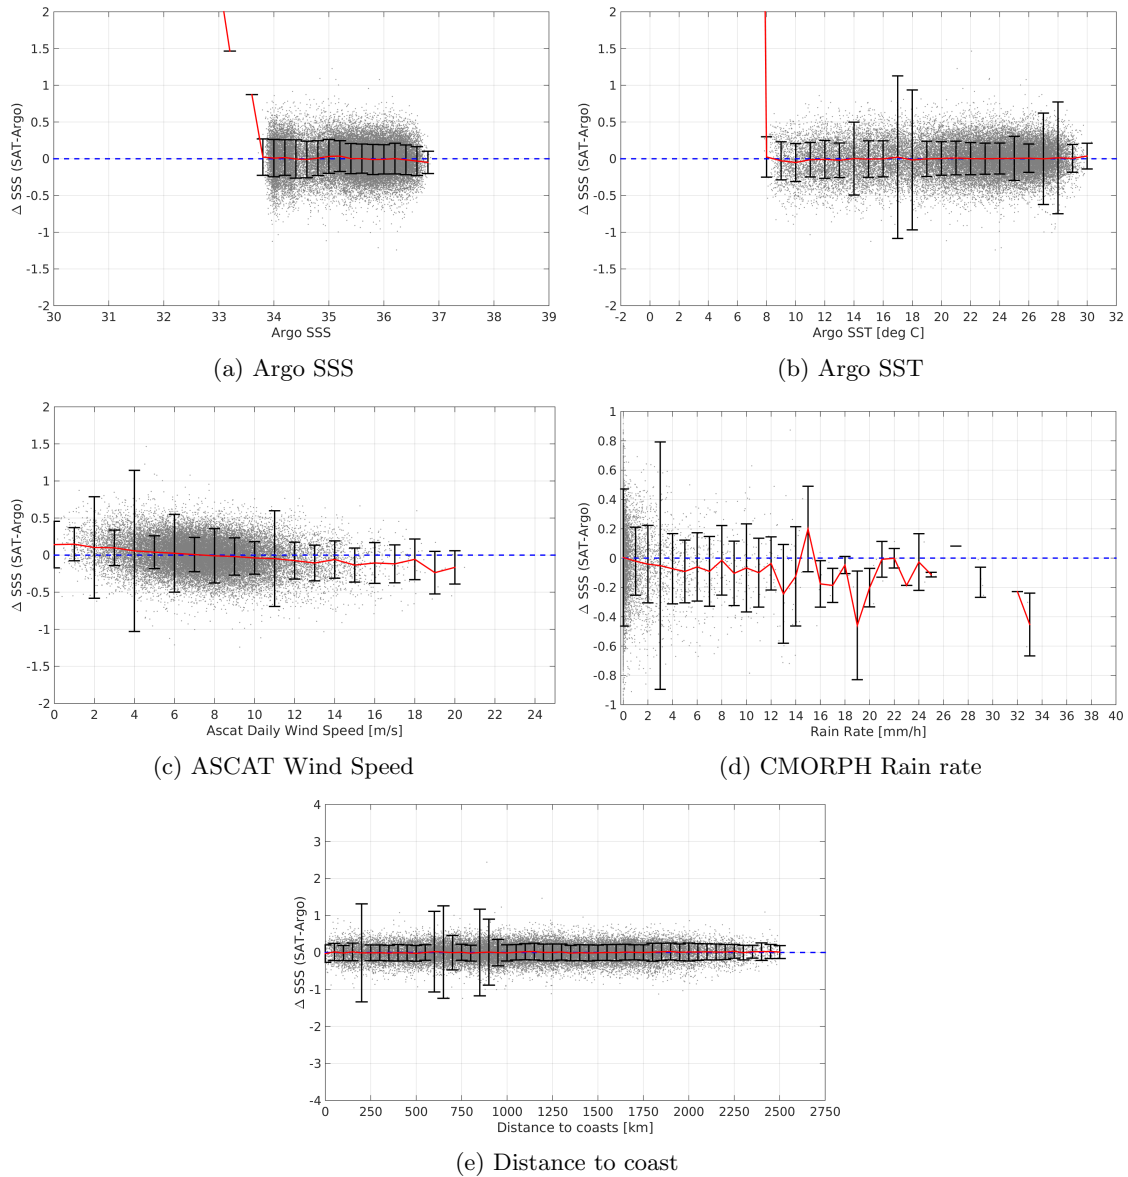 2
1.5
1
0.5
0
-0.5
-1
-1.5
-2
Δ SSS (SAT-Argo)
30 31 32 33 34 35 36 37 38 39
Argo SSS
(a) Argo SSS
2
1.5
1
0.5
0
-0.5
-1
-1.5
-2
Δ SSS (SAT-Argo)
-2 0 2 4 6 8 10 12 14 16 18 20 22 24 26 28 30 32
Argo SST [deg C]
(b) Argo SST
2
1.5
1
0.5
0
-0.5
-1
-1.5
-2
Δ SSS (SAT-Argo)
0 2 4 6 8 10 12 14 16 18 20 22 24
Ascat Daily Wind Speed [m/s]
(c) ASCAT Wind Speed
1
0.8
0.6
0.4
0.2
0
-0.2
-0.4
-0.6
-0.8
-1
Δ SSS (SAT-Argo)
0 2 4 6 8 10 12 14 16 18 20 22 24 26 28 30 32 34 36 38 40
Rain Rate [mm/h]
(d) CMORPH Rain rate
4
3
2
1
0
-1
-2
-3
-4
Δ SSS (SAT-Argo)
0 250 500 750 1000 1250 1500 1750 2000 2250 2500 2750
Distance to coasts [km]
(e) Distance to coast